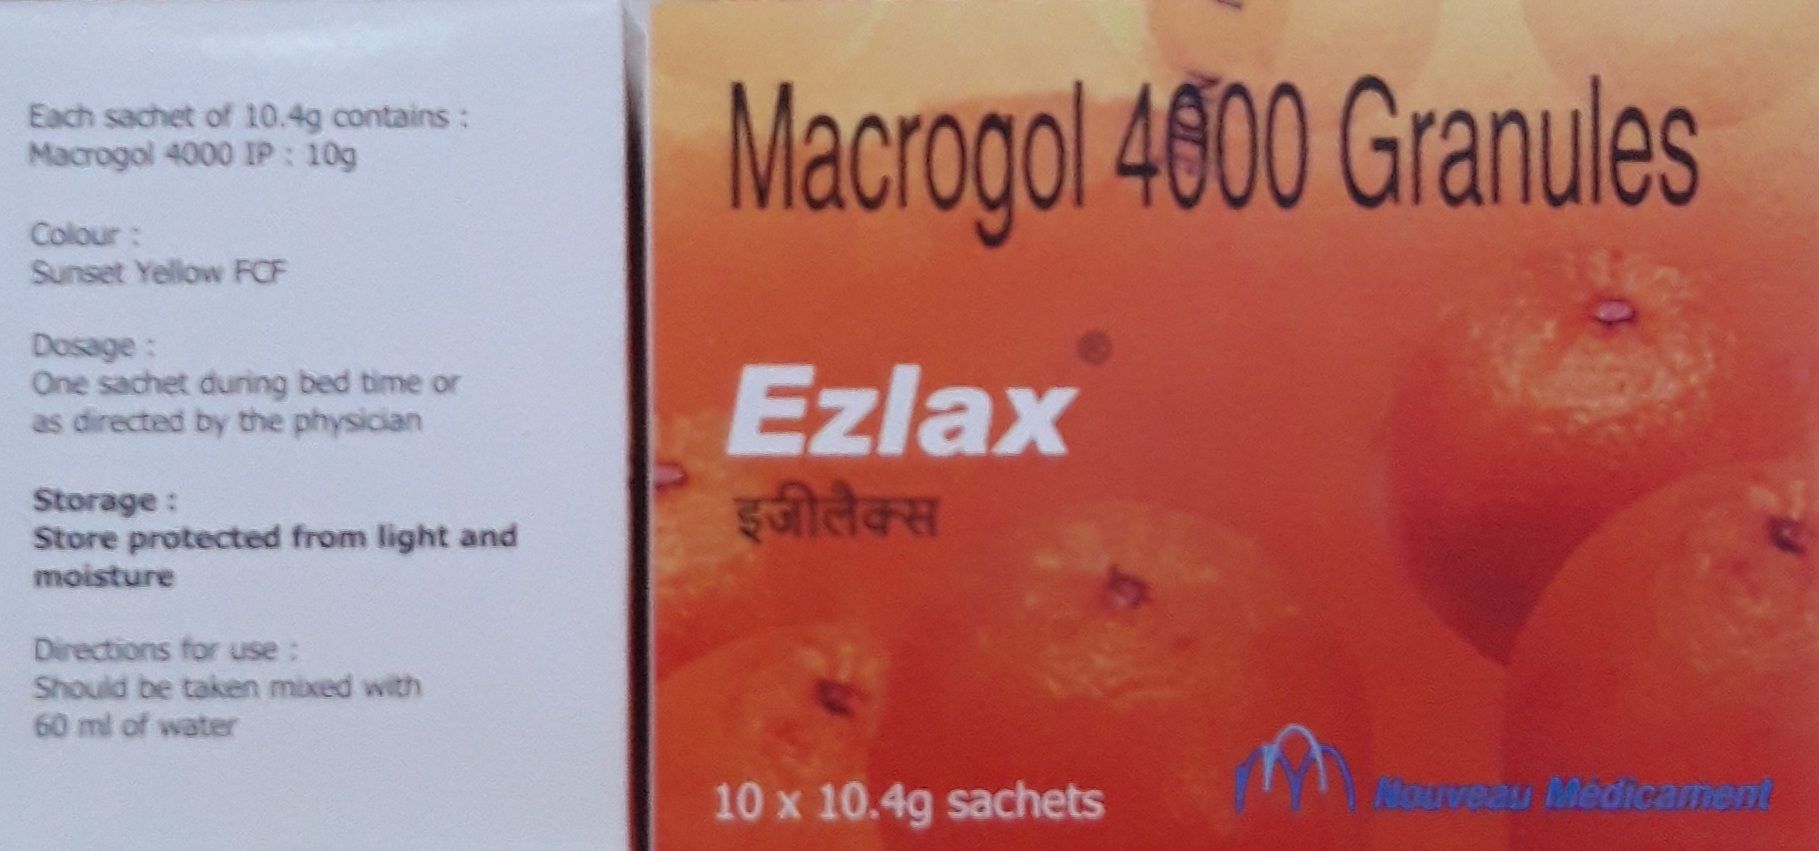 Each sachet of 10.4g contains :
Macrogol 4000 IP : 10g
Colour :
Sunset Yellow FCF
Dosage :
One sachet during bed time or
as directed by the physician
Storage :
Store protected from light and
moisture
Directions for use :
Should be taken mixed with
60 ml of water
Macrogol 4000 Granules
Ezlax®
इजीलैक्स
10 x 10.4g sachets
Nouveau Médicament